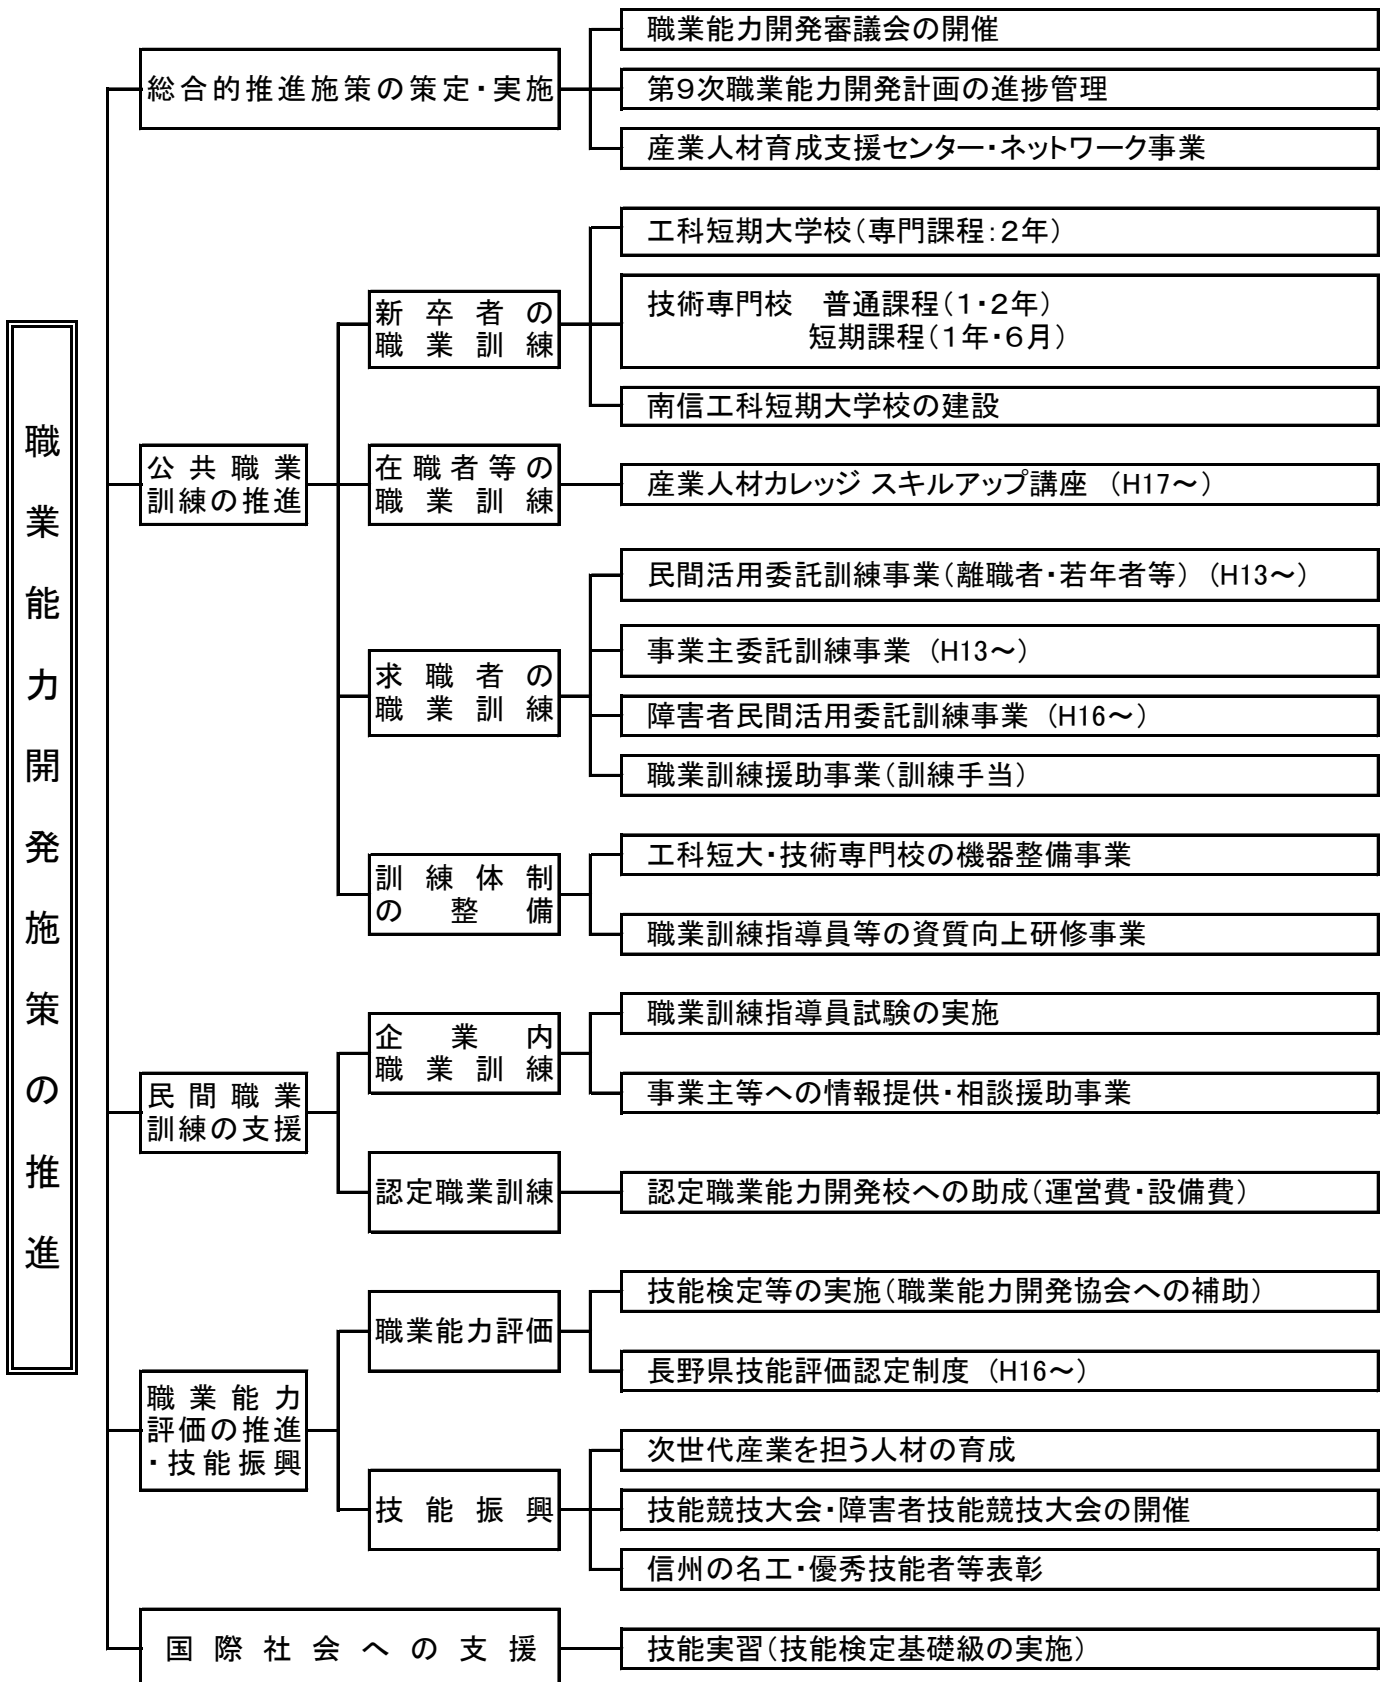 職業能力開発施策の推進
総合的推進施策の策定・実施
職業能力開発審議会の開催
第９次職業能力開発計画の進捗管理
産業人材育成支援センター・ネットワーク事業
公共職業
訓練の推進
新卒者の
職業訓練
工科短期大学校（専門課程：２年）
技術専門校　普通課程（１・２年）
短期課程（１年・６月）
南信工科短期大学校の建設
在職者等の
職業訓練
産業人材カレッジ スキルアップ講座 （H17～）
求職者の
職業訓練
民間活用委託訓練事業（離職者・若年者等） （H13～）
事業主委託訓練事業 （H13～）
障害者民間活用委託訓練事業 （H16～）
職業訓練援助事業（訓練手当）
訓練体制
の整備
工科短大・技術専門校の機器整備事業
職業訓練指導員等の資質向上研修事業
民間職業
訓練の支援
企業内
職業訓練
職業訓練指導員試験の実施
事業主等への情報提供・相談援助事業
認定職業訓練
認定職業能力開発校への助成（運営費・設備費）
職業能力
評価の推進
・技能振興
職業能力評価
技能検定等の実施（職業能力開発協会への補助）
長野県技能評価認定制度 （H16～）
技能振興
次世代産業を担う人材の育成
技能競技大会・障害者技能競技大会の開催
信州の名工・優秀技能者等表彰
国際社会への支援
技能実習（技能検定基礎級の実施）